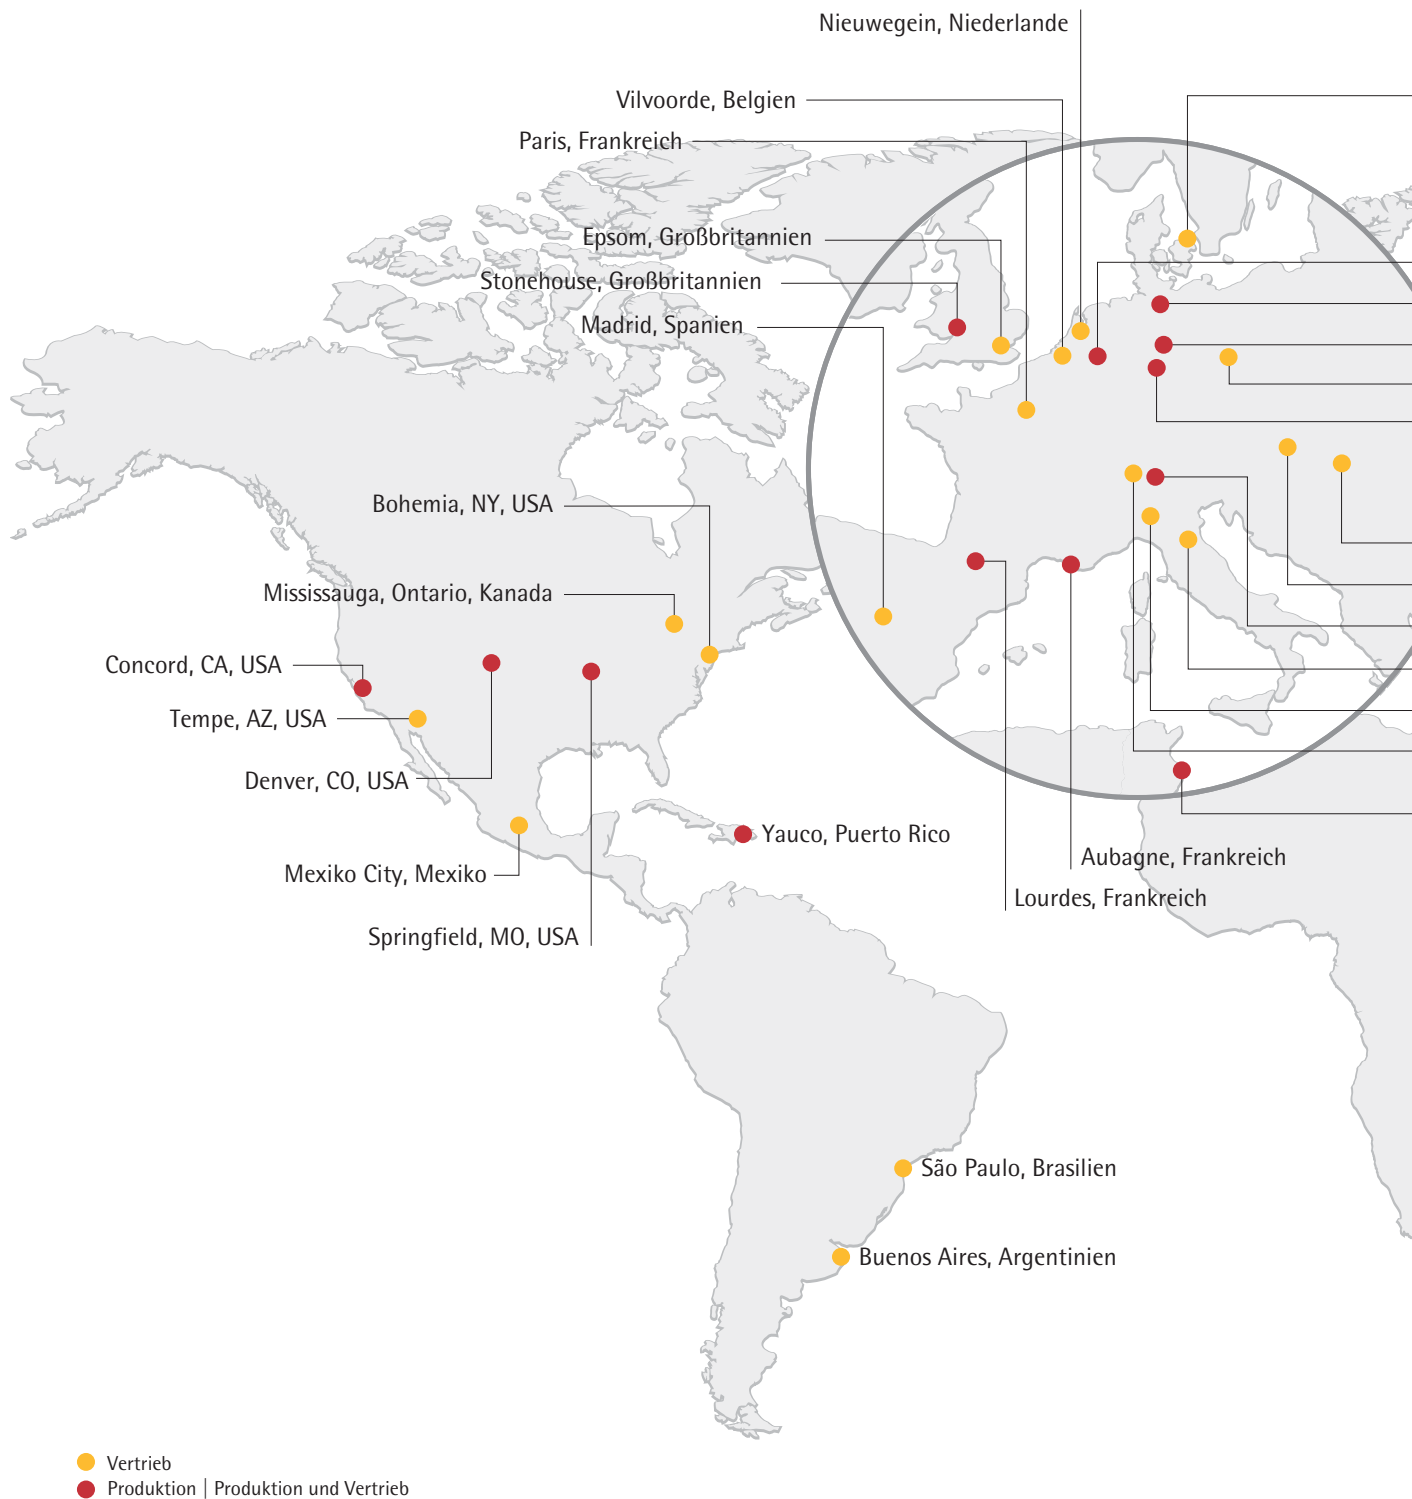 Nieuwegein, Niederlande
Vilvoorde, Belgien
Paris, Frankreich
Epsom, Großbritannien
Stonehouse, Großbritannien
Madrid, Spanien
Bohemia, NY, USA
Mississauga, Ontario, Kanada
Concord, CA, USA
Tempe, AZ, USA
Denver, CO, USA
Yauco, Puerto Rico
Aubagne, Frankreich
Mexiko City, Mexiko
Lourdes, Frankreich
Springfield, MO, USA
São Paulo, Brasilien
Buenos Aires, Argentinien
Vertrieb
Produktion | Produktion und Vertrieb